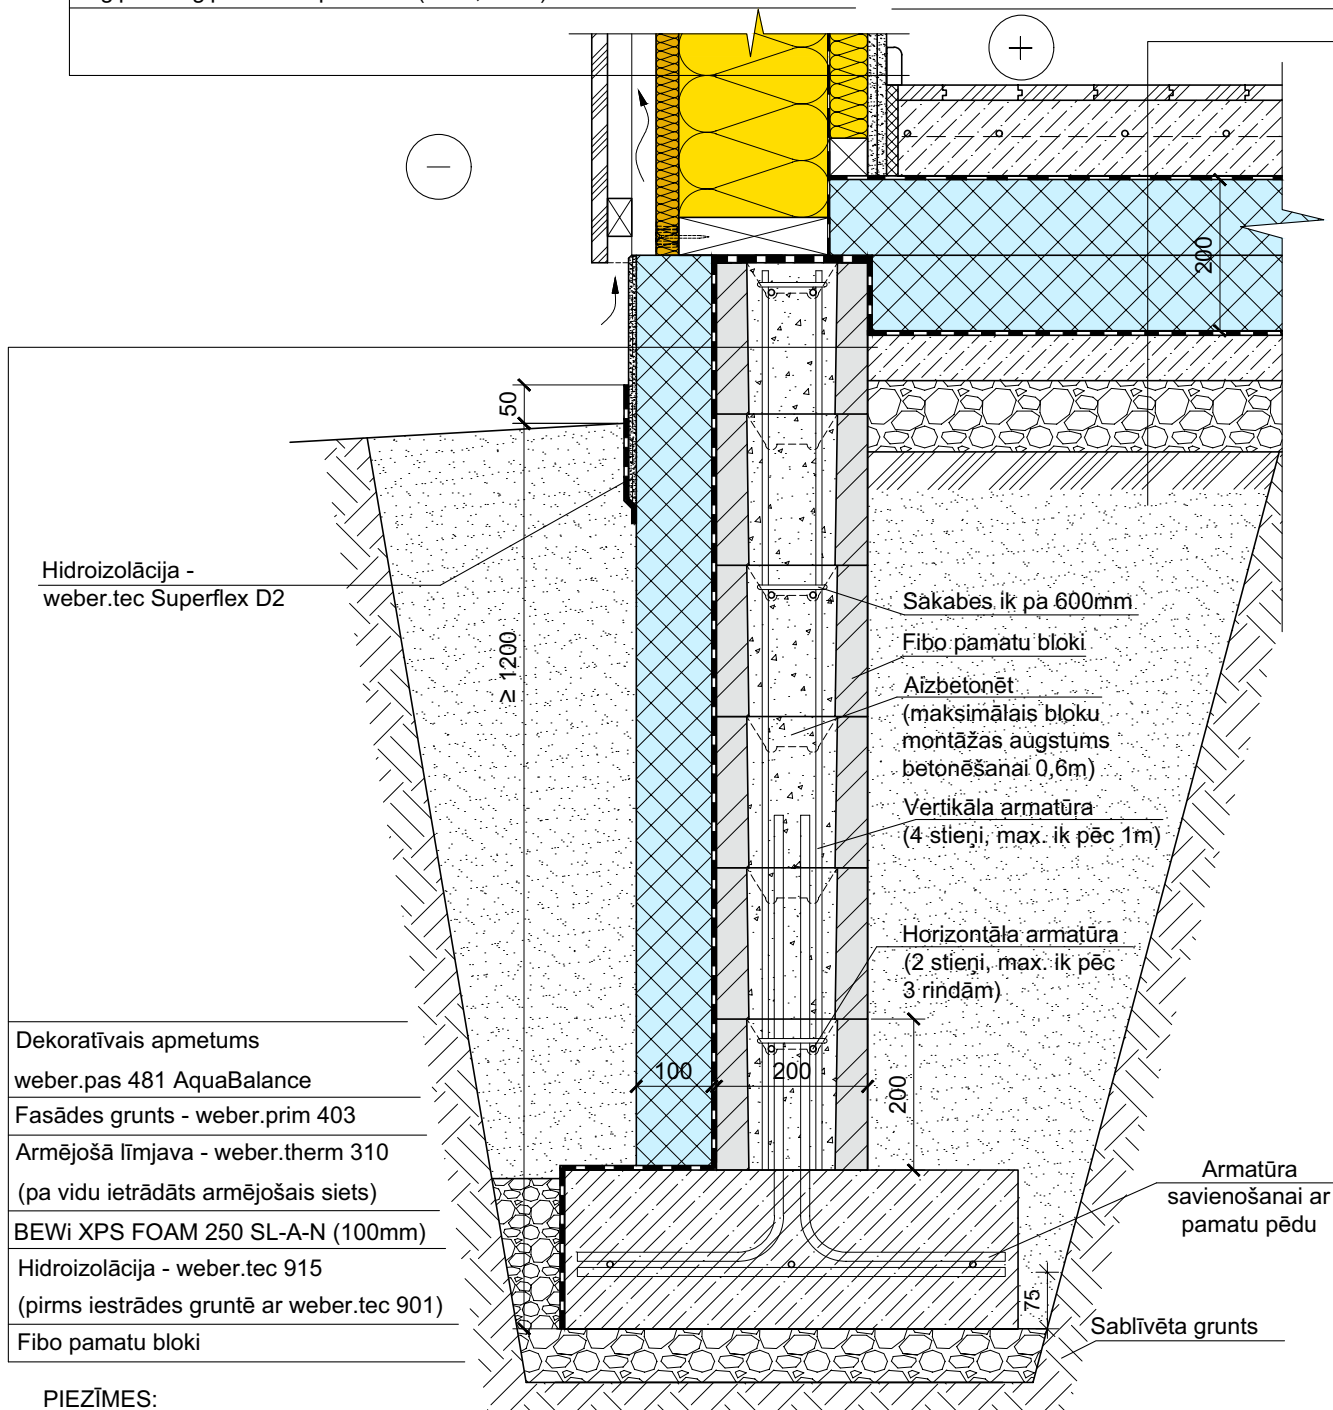 +
−
200
50
Hidroizolācija -
weber.tec Superflex D2
≥ 1200
Sakabes ik pa 600mm
Fibo pamatu bloki
Aizbetonēt
(maksimālais bloku
montāžas augstums
betonēšanai 0,6m)
Vertikāla armatūra
(4 stieņi, max. ik pēc 1m)
Horizontāla armatūra
(2 stieņi, max. ik pēc
3 rindām)
100
200
200
Dekoratīvais apmetums
weber.pas 481 AquaBalance
Fasādes grunts - weber.prim 403
Armējošā līmjava - weber.therm 310
(pa vidu ietrādāts armējošais siets)
BEWi XPS FOAM 250 SL-A-N (100mm)
Hidroizolācija - weber.tec 915
(pirms iestrādes gruntē ar weber.tec 901)
Fibo pamatu bloki
Armatūra
savienošanai ar
pamatu pēdu
75
Sablīvēta grunts
PIEZĪMES: